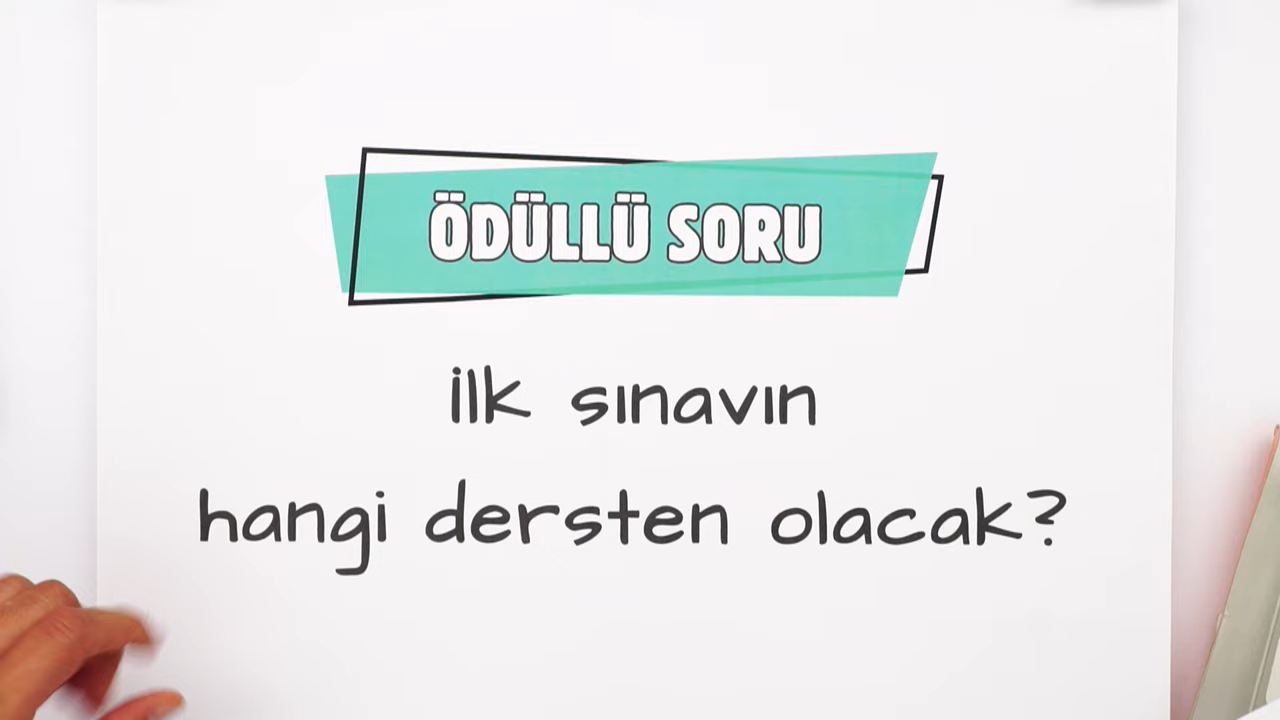 ÖDÜLLÜ SORU
İlk sınavın
hangi dersten olacak?